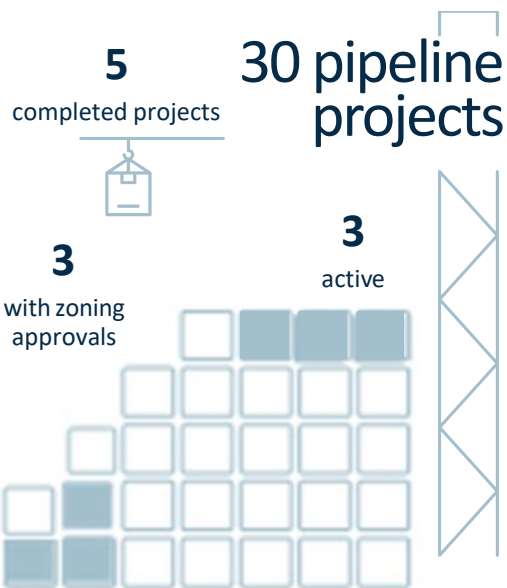 30 pipeline
projects
5
completed projects
3
with zoning
approvals
3
active